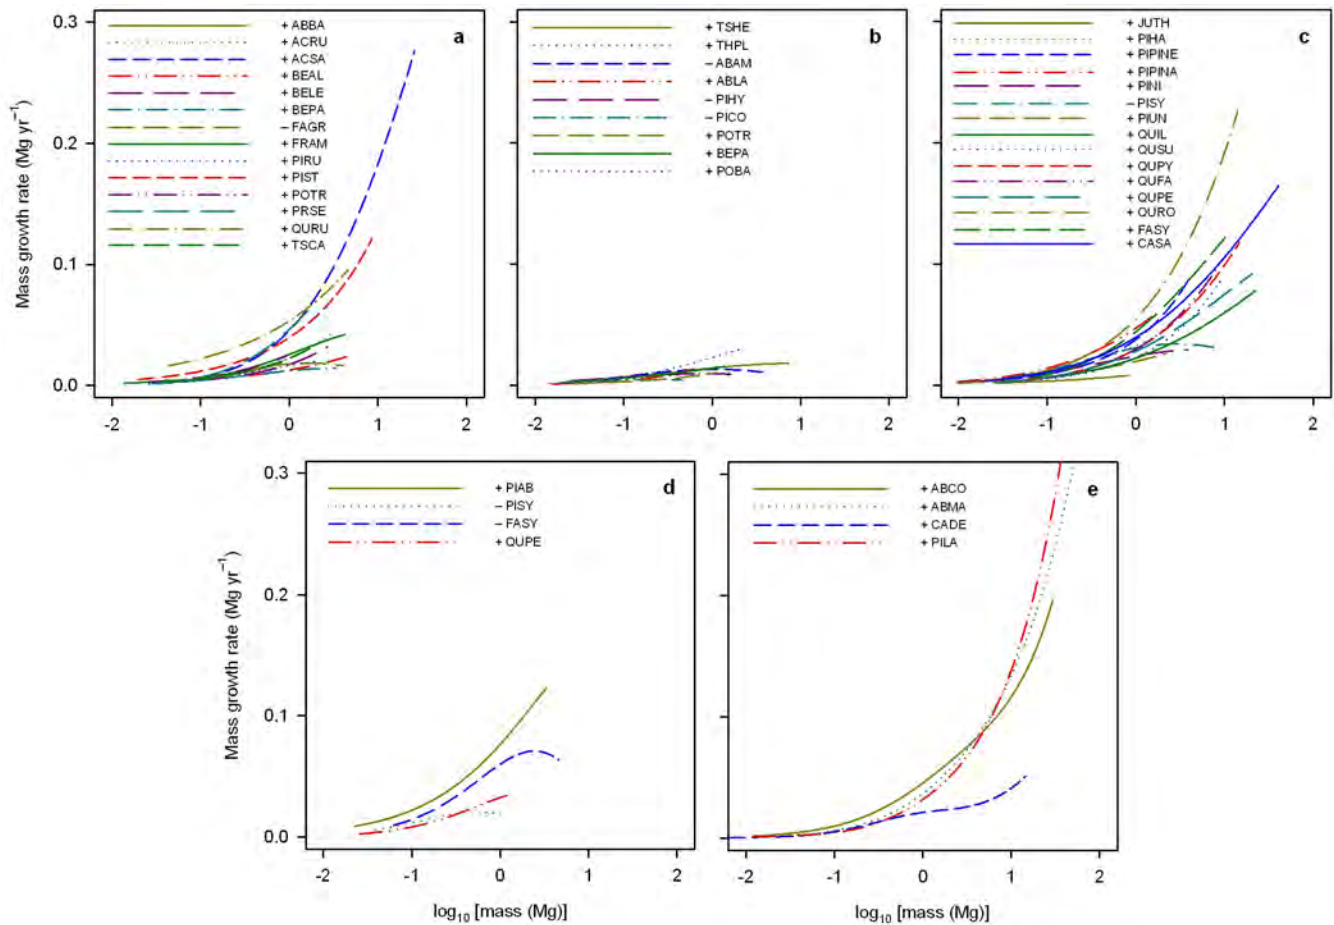 a
+ ABBA
+ ACRU
+ ACSA
+ BEAL
+ BELE
+ BEPA
– FAGR
+ FRAM
+ PIRU
+ PIST
+ POTR
+ PRSE
+ QURU
+ TSCA
Mass growth rate (Mg yr⁻¹)
0.3
0.2
0.1
0.0
-2 -1 0 1 2
b
+ TSHE
+ THPL
– ABAM
+ ABLA
– PIHY
– PICO
+ POTR
+ BEPA
+ POBA
-2 -1 0 1 2
c
+ JUTH
+ PIHA
+ PIPINE
+ PIPINA
+ PINI
– PISY
+ PIUN
+ QUIL
+ QUSU
+ QUPY
+ QUFA
+ QUPE
+ QURO
+ FASY
+ CASA
-2 -1 0 1 2
d
+ PIAB
– PISY
– FASY
+ QUPE
Mass growth rate (Mg yr⁻¹)
0.3
0.2
0.1
0.0
-2 -1 0 1 2
log₁₀ [mass (Mg)]
e
+ ABCO
+ ABMA
+ CADE
+ PILA
-2 -1 0 1 2
log₁₀ [mass (Mg)]